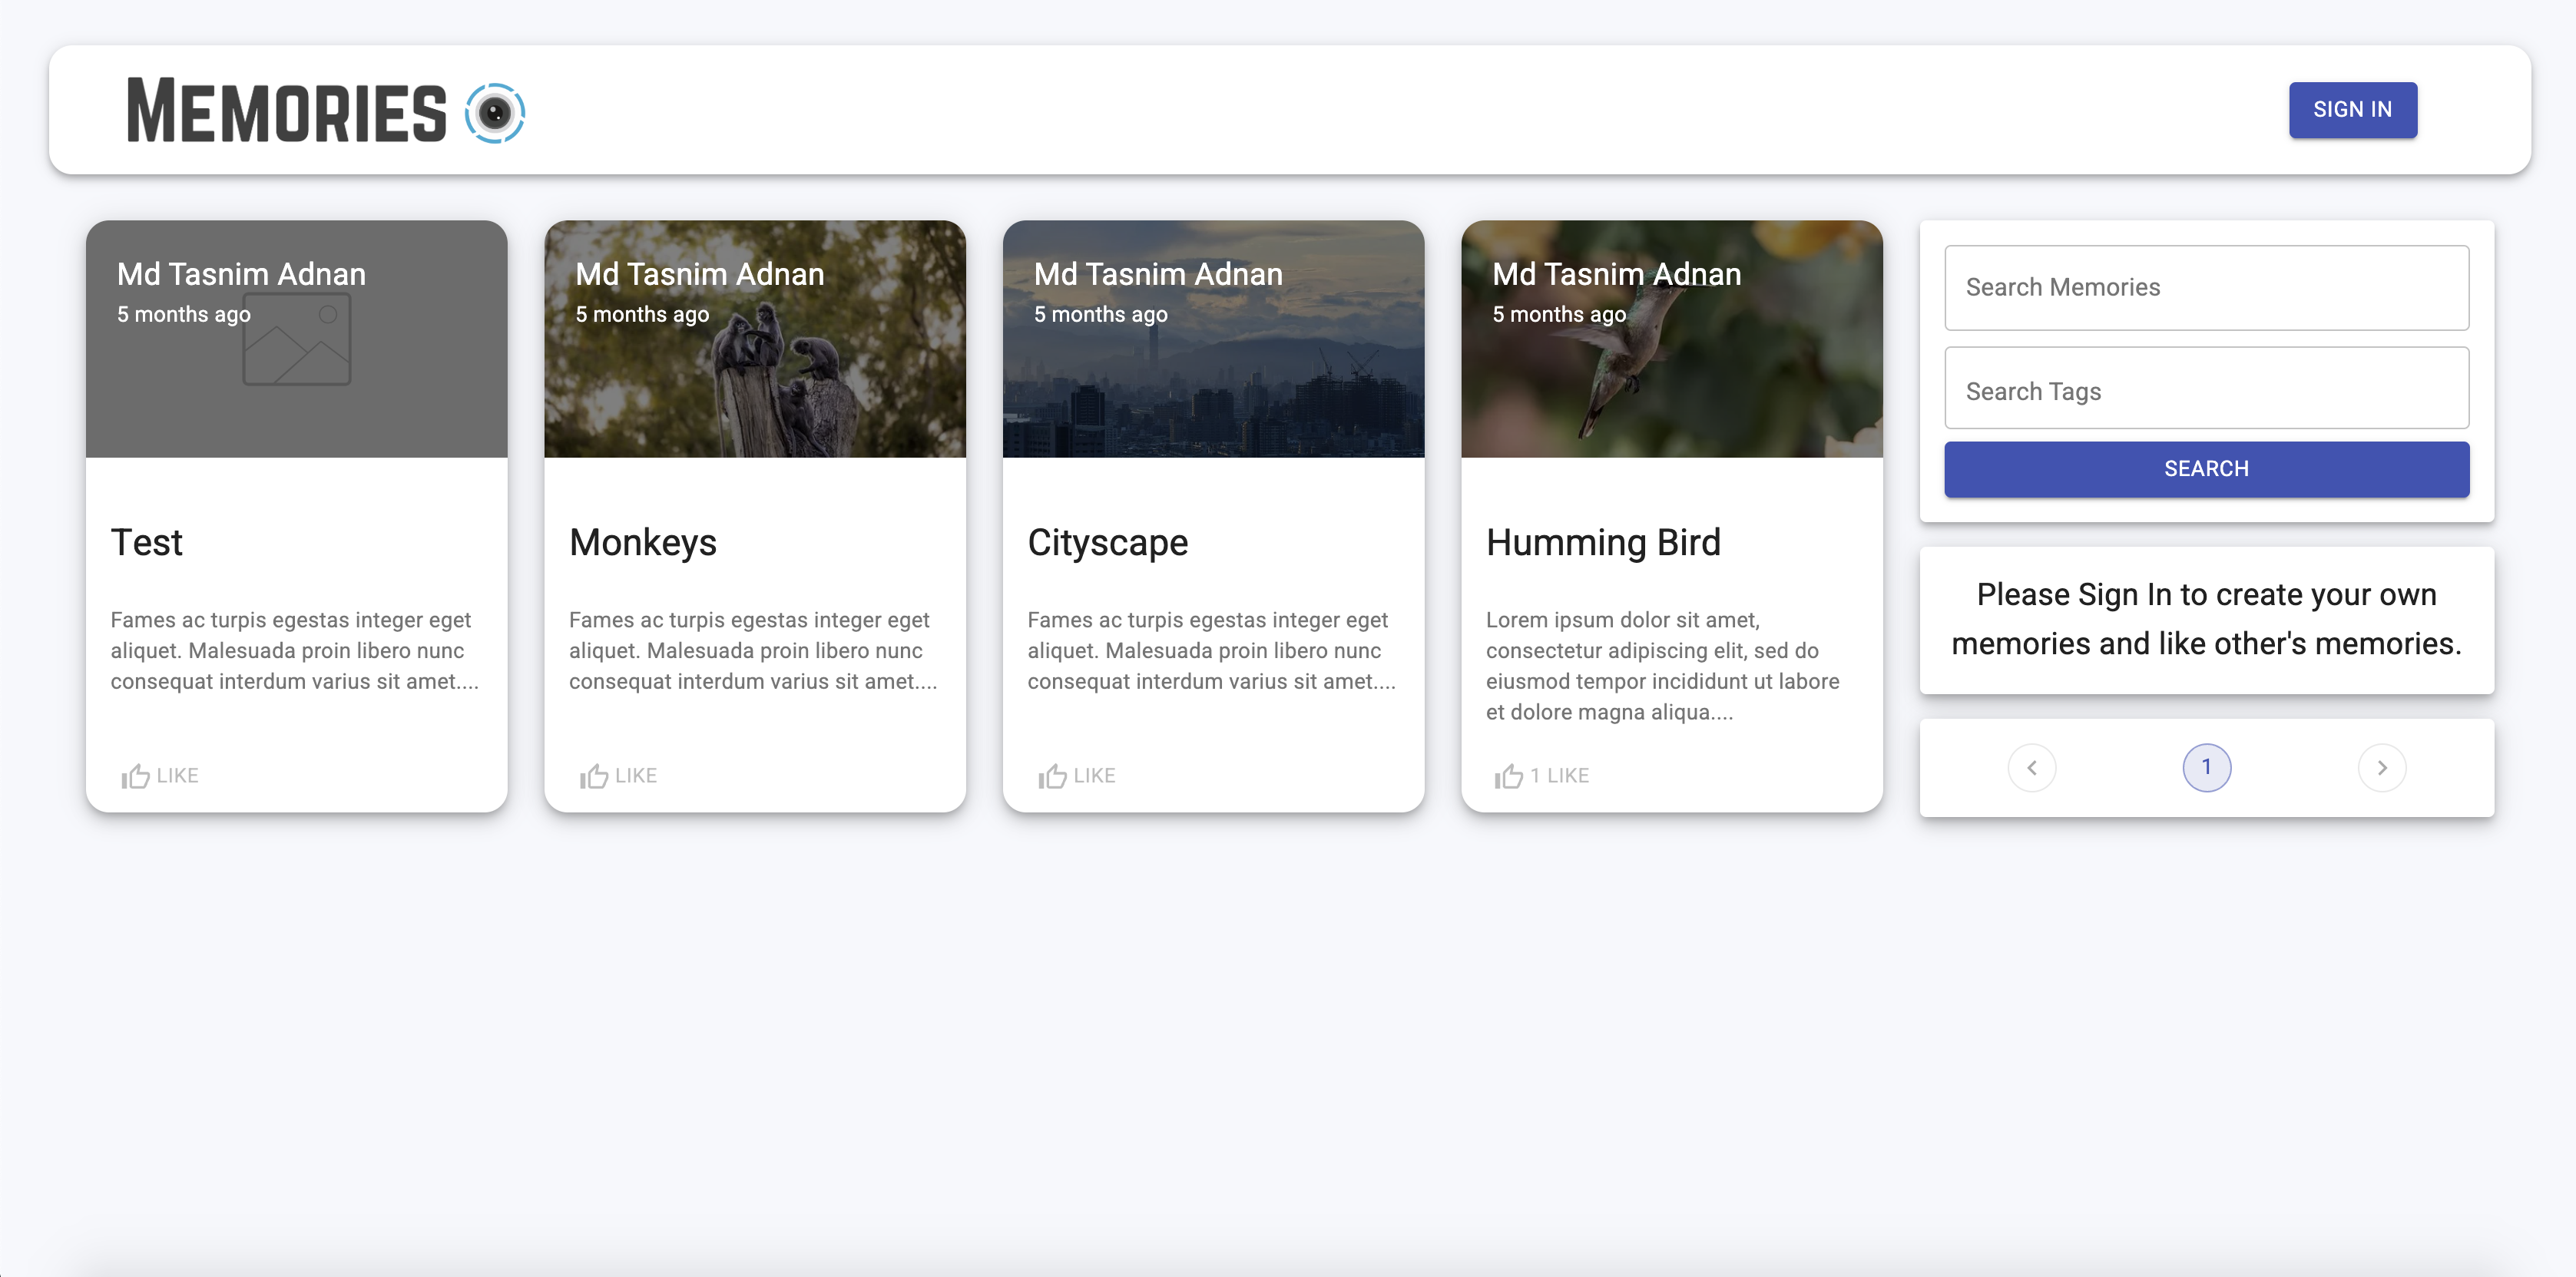 MEMORIES
SIGN IN
Md Tasnim Adnan
5 months ago
Test
Fames ac turpis egestas integer eget
aliquet. Malesuada proin libero nunc
consequat interdum varius sit amet....
LIKE
Md Tasnim Adnan
5 months ago
Monkeys
Fames ac turpis egestas integer eget
aliquet. Malesuada proin libero nunc
consequat interdum varius sit amet....
LIKE
Md Tasnim Adnan
5 months ago
Cityscape
Fames ac turpis egestas integer eget
aliquet. Malesuada proin libero nunc
consequat interdum varius sit amet....
LIKE
Md Tasnim Adnan
5 months ago
Humming Bird
Lorem ipsum dolor sit amet,
consectetur adipiscing elit, sed do
eiusmod tempor incididunt ut labore
et dolore magna aliqua....
1 LIKE
Search Memories
Search Tags
SEARCH
Please Sign In to create your own
memories and like other's memories.
1